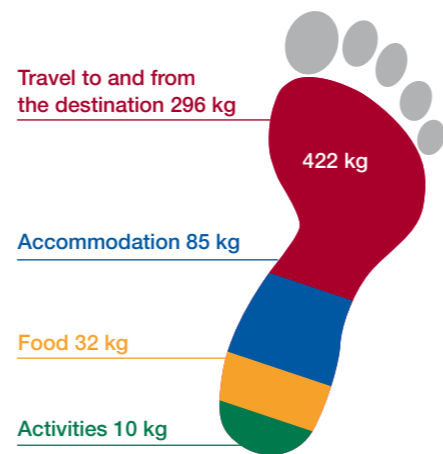 Travel to and from
the destination 296 kg
422 kg
Accommodation 85 kg
Food 32 kg
Activities 10 kg